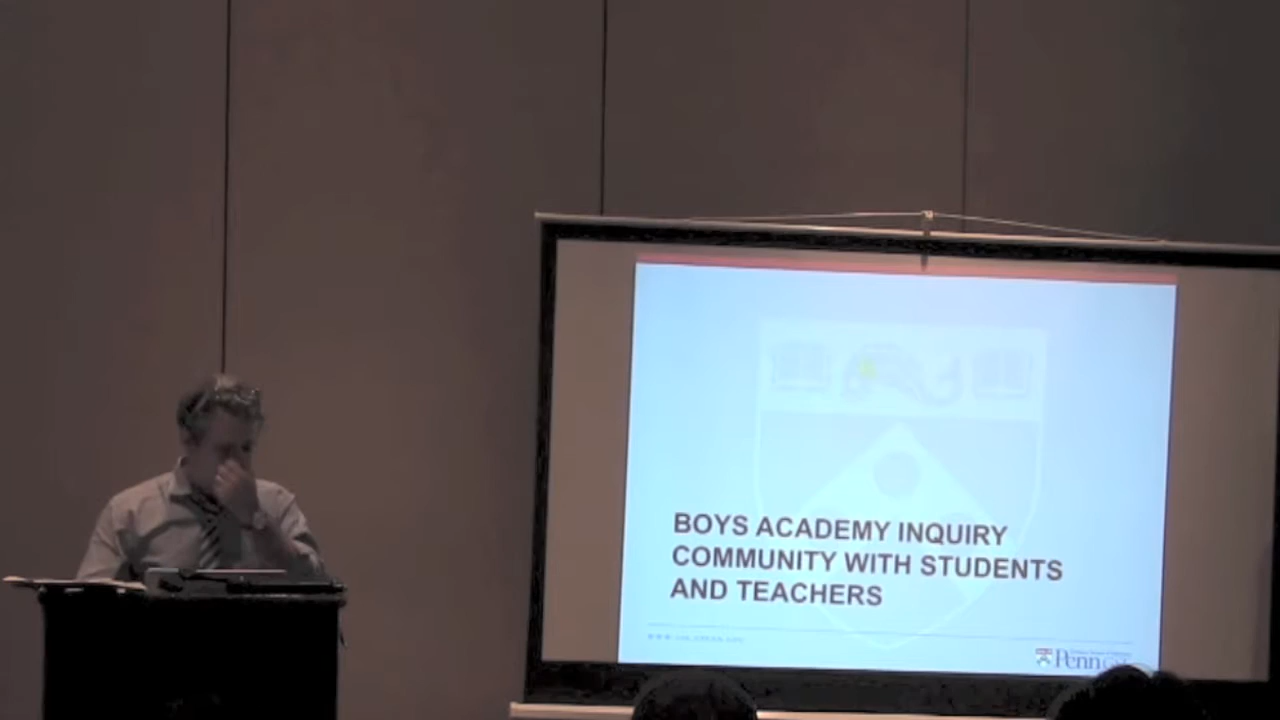 BOYS ACADEMY INQUIRY
COMMUNITY WITH STUDENTS
AND TEACHERS
Penn